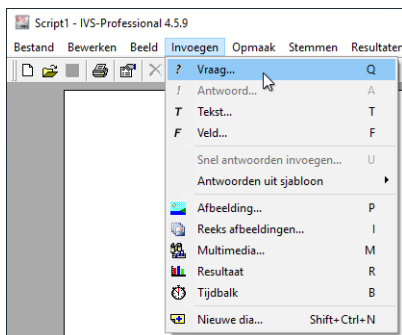 Script1 - IVS-Professional 4.5.9
Bestand Bewerken Beeld Invoegen Opmaak Stemmen Resultaten
? Vraag... Q
! Antwoord... A
T Tekst... T
F Veld... F
Snel antwoorden invoegen... U
Antwoorden uit sjabloon
Afbeelding... P
Reeks afbeeldingen... I
Multimedia... M
Resultaat R
Tijdbalk B
Nieuwe dia... Shift+Ctrl+N